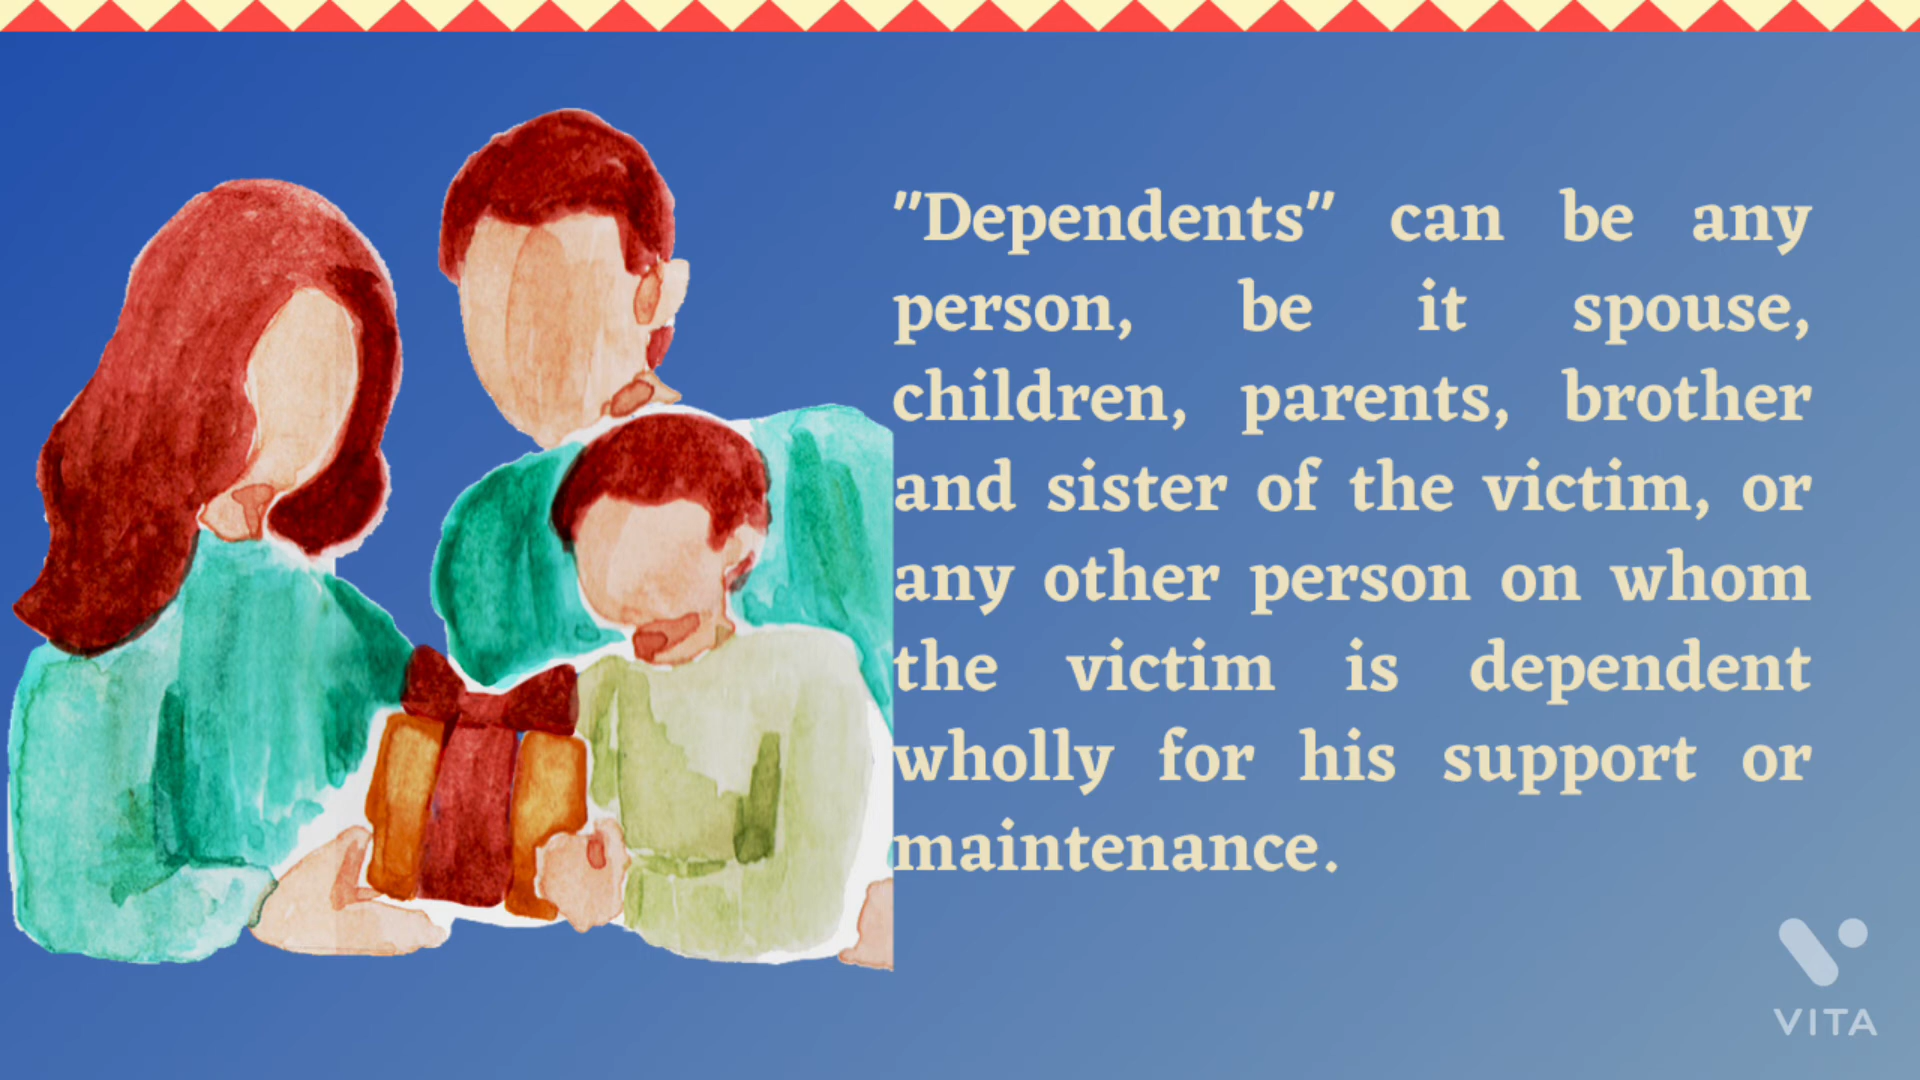 "Dependents" can be any
person, be it spouse,
children, parents, brother
and sister of the victim, or
any other person on whom
the victim is dependent
wholly for his support or
maintenance.
VITA